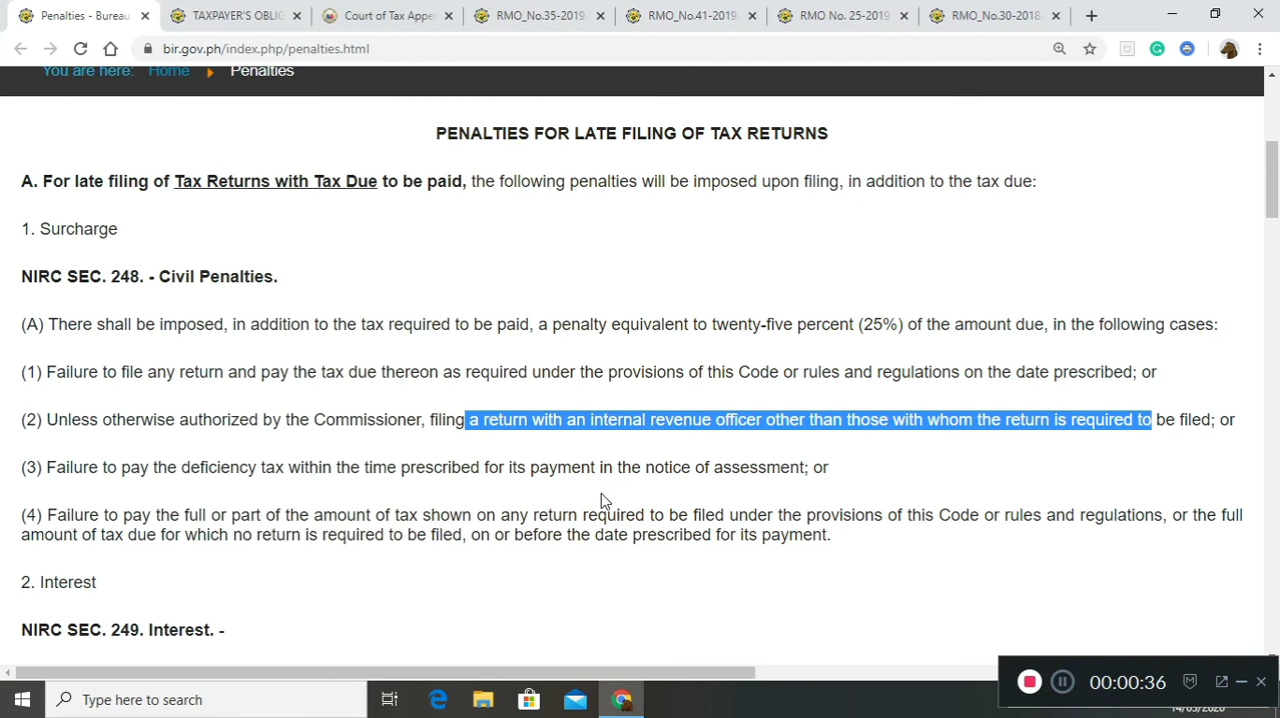 Penalties - Bureau
TAXPAYER'S OBLIG
Court of Tax Appe
RMO_No.35-2019
RMO_No.41-2019
RMO No. 25-2019
RMO_No.30-2018
bir.gov.ph/index.php/penalties.html
You are here: Home Penalties
PENALTIES FOR LATE FILING OF TAX RETURNS
A. For late filing of Tax Returns with Tax Due to be paid, the following penalties will be imposed upon filing, in addition to the tax due:
1. Surcharge
NIRC SEC. 248. - Civil Penalties.
(A) There shall be imposed, in addition to the tax required to be paid, a penalty equivalent to twenty-five percent (25%) of the amount due, in the following cases:
(1) Failure to file any return and pay the tax due thereon as required under the provisions of this Code or rules and regulations on the date prescribed; or
(2) Unless otherwise authorized by the Commissioner, filing a return with an internal revenue officer other than those with whom the return is required to be filed; or
(3) Failure to pay the deficiency tax within the time prescribed for its payment in the notice of assessment; or
(4) Failure to pay the full or part of the amount of tax shown on any return required to be filed under the provisions of this Code or rules and regulations, or the full
amount of tax due for which no return is required to be filed, on or before the date prescribed for its payment.
2. Interest
NIRC SEC. 249. Interest. -
00:00:36
Type here to search
14/03/2020